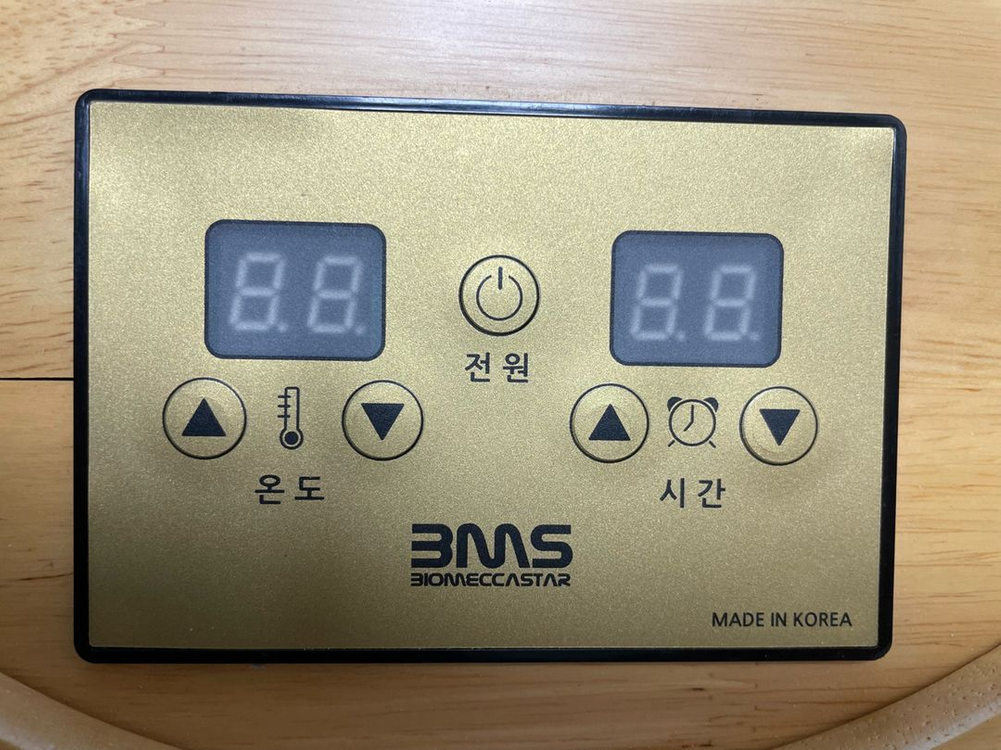 전원
온도
시간
BMS
BIOMECCASTAR
MADE IN KOREA